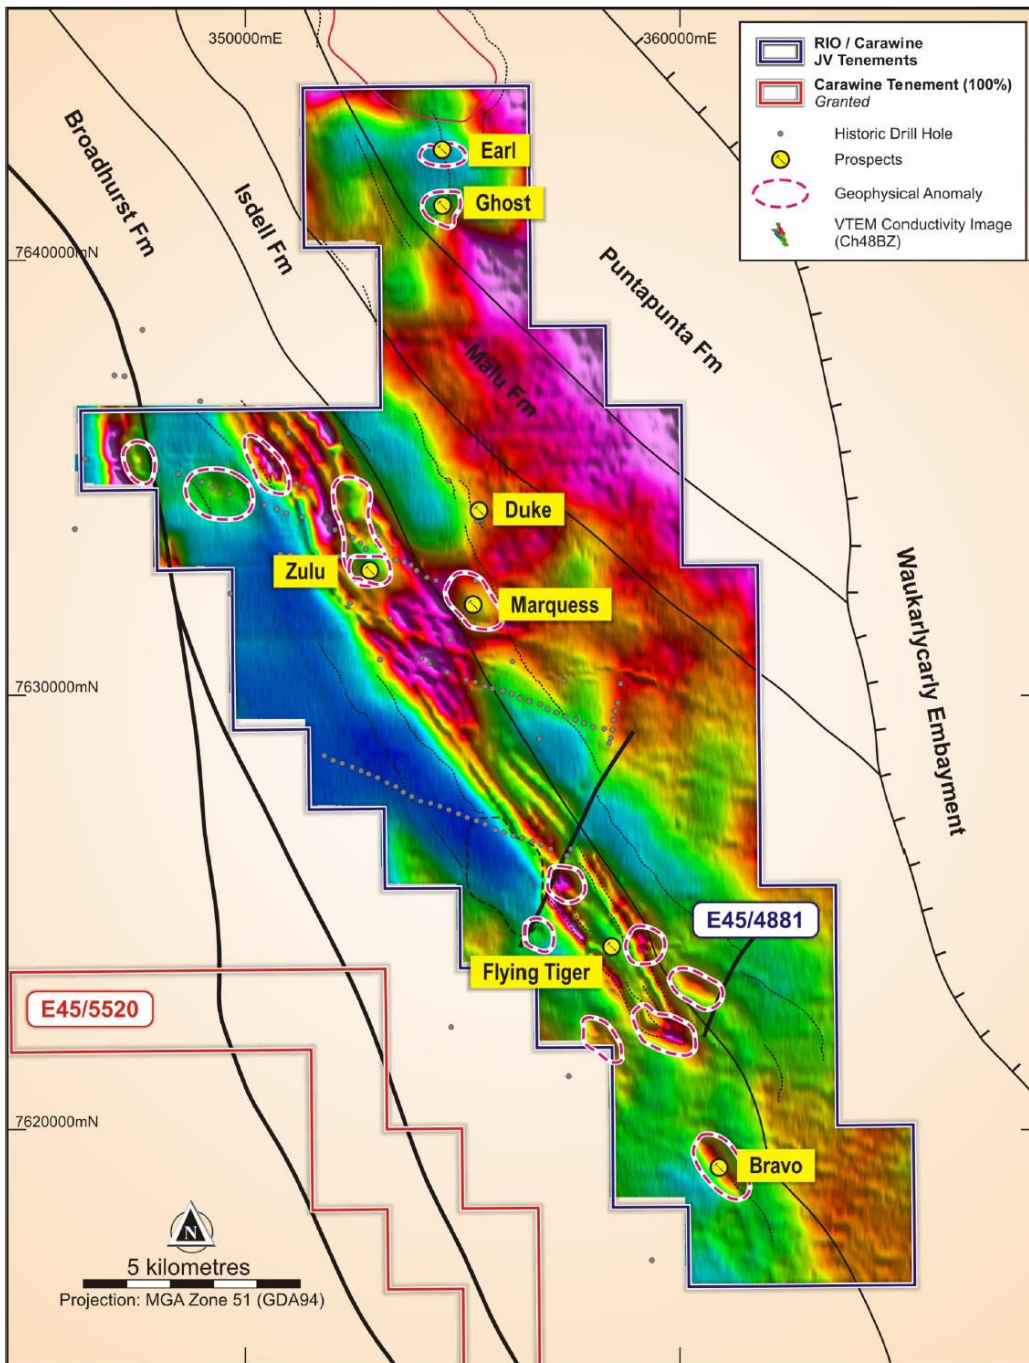 350000mE
360000mE
RIO / Carawine
JV Tenements
Carawine Tenement (100%)
Granted
Historic Drill Hole
Prospects
Geophysical Anomaly
VTEM Conductivity Image
(Ch48BZ)
Broadhurst Fm
Isdell Fm
Earl
Ghost
7640000mN
Puntapunta Fm
Malu Fm
Duke
Zulu
Marquess
Waukarlycarly Embayment
7630000mN
E45/4881
Flying Tiger
E45/5520
7620000mN
Bravo
N
5 kilometres
Projection: MGA Zone 51 (GDA94)